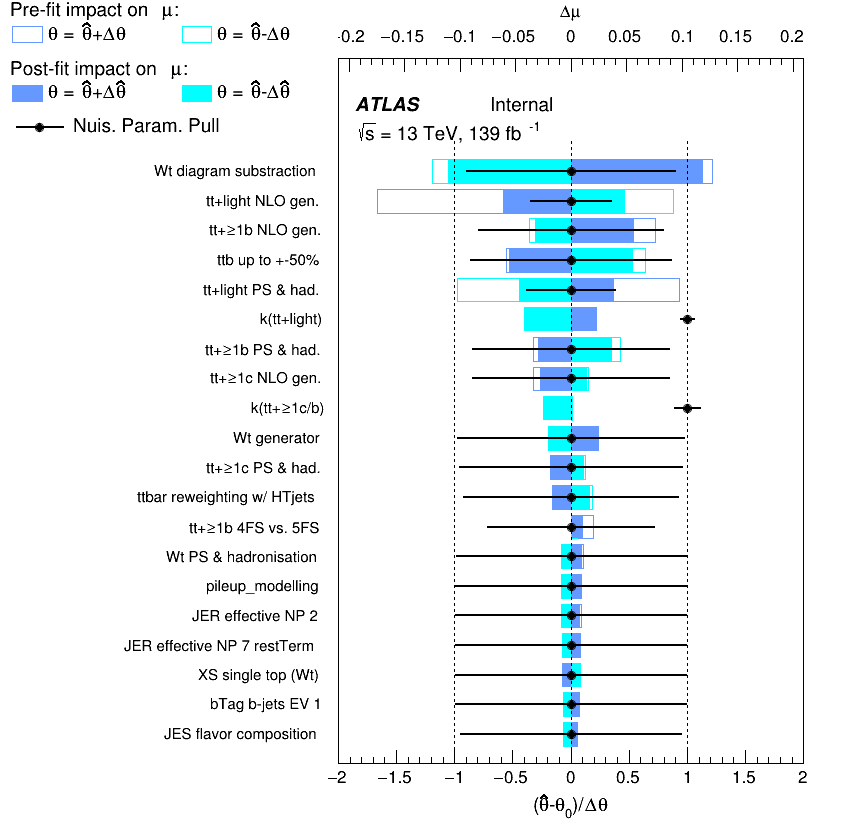 Pre-fit impact on μ:
θ = θ̂+Δθ θ = θ̂-Δθ
Post-fit impact on μ:
θ = θ̂+Δθ̂ θ = θ̂-Δθ̂
Nuis. Param. Pull
Δμ
-0.2 −0.15 −0.1 −0.05 0 0.05 0.1 0.15 0.2
ATLAS Internal
√s = 13 TeV, 139 fb -1
Wt diagram substraction
tt+light NLO gen.
tt+≥1b NLO gen.
ttb up to +-50%
tt+light PS & had.
k(tt+light)
tt+≥1b PS & had.
tt+≥1c NLO gen.
k(tt+≥1c/b)
Wt generator
tt+≥1c PS & had.
ttbar reweighting w/ HTjets
tt+≥1b 4FS vs. 5FS
Wt PS & hadronisation
pileup_modelling
JER effective NP 2
JER effective NP 7 restTerm
XS single top (Wt)
bTag b-jets EV 1
JES flavor composition
−2 −1.5 −1 −0.5 0 0.5 1 1.5 2
(θ̂-θ₀)/Δθ